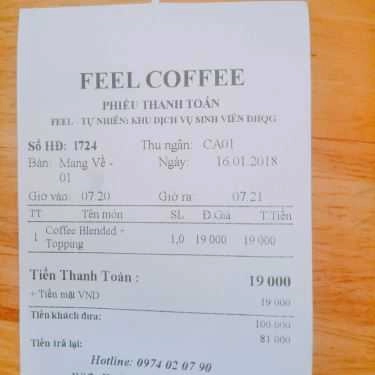 FEEL COFFEE
PHIẾU THANH TOÁN
FEEL - TỰ NHIÊN: KHU DỊCH VỤ SINH VIÊN ĐHQG
Số HĐ: 1724 Thu ngân: CA01
Bàn: Mang Về - Ngày: 16.01.2018
01
Giờ vào: 07:20 Giờ ra: 07:21
TT Tên món SL Đ.Giá T.Tiền
1 Coffee Blended - 1,0 19 000 19 000
Topping
Tiền Thanh Toán : 19 000
+ Tiền mặt VND 19 000
Tiền khách đưa: 100 000
Tiền trả lại: 81 000
Hotline: 0974 02 07 90